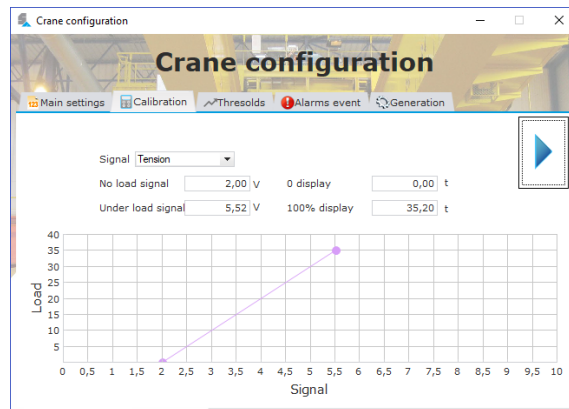 Crane configuration
Crane configuration
Main settings Calibration Thresolds Alarms event Generation
Signal Tension
No load signal 2,00 V 0 display 0,00 t
Under load signal 5,52 V 100% display 35,20 t
40
35
30
25
20
15
10
5
Load
0 0,5 1 1,5 2 2,5 3 3,5 4 4,5 5 5,5 6 6,5 7 7,5 8 8,5 9 9,5 10
Signal